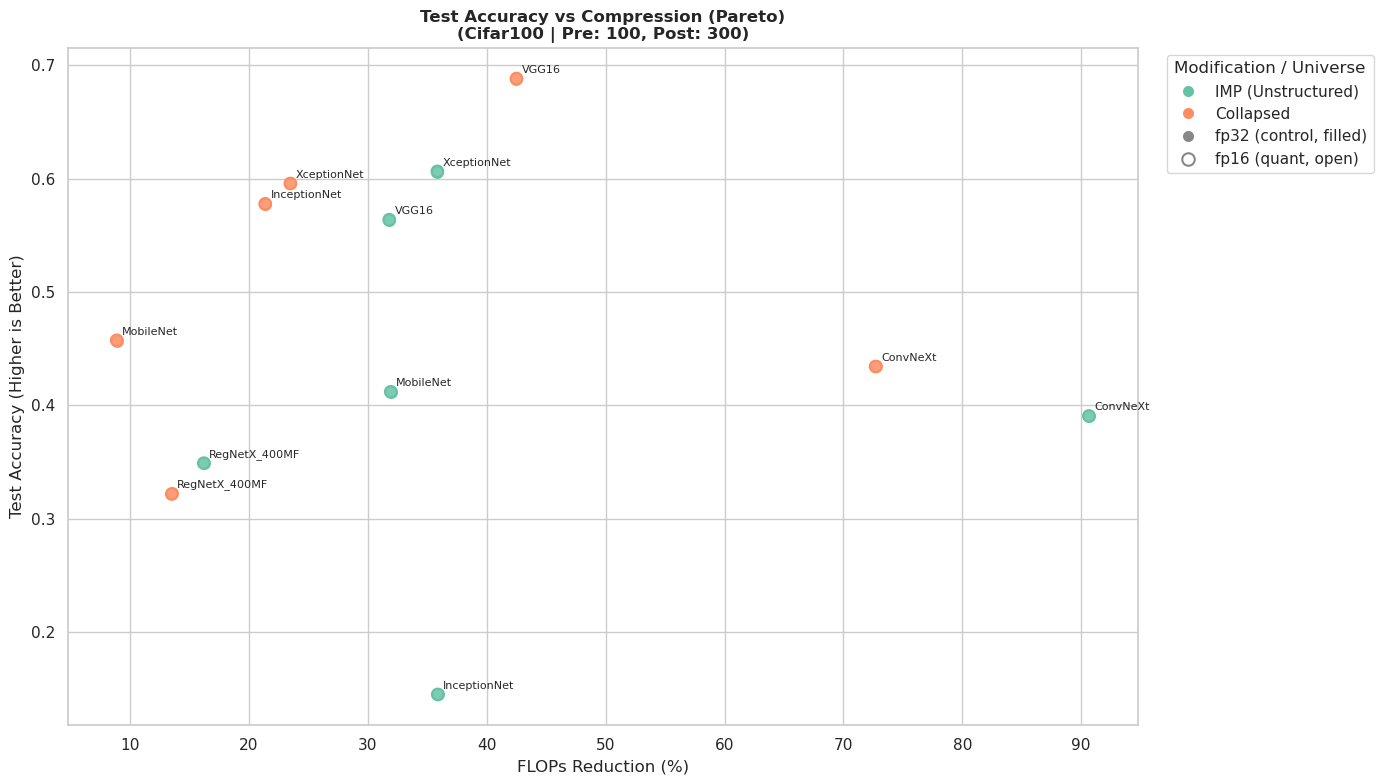 Test Accuracy vs Compression (Pareto)
(Cifar100 | Pre: 100, Post: 300)
Modification / Universe
IMP (Unstructured)
Collapsed
fp32 (control, filled)
fp16 (quant, open)
Test Accuracy (Higher is Better)
0.7
0.6
0.5
0.4
0.3
0.2
VGG16
XceptionNet
XceptionNet
InceptionNet
VGG16
MobileNet
ConvNeXt
MobileNet
ConvNeXt
RegNetX_400MF
RegNetX_400MF
InceptionNet
10 20 30 40 50 60 70 80 90
FLOPs Reduction (%)